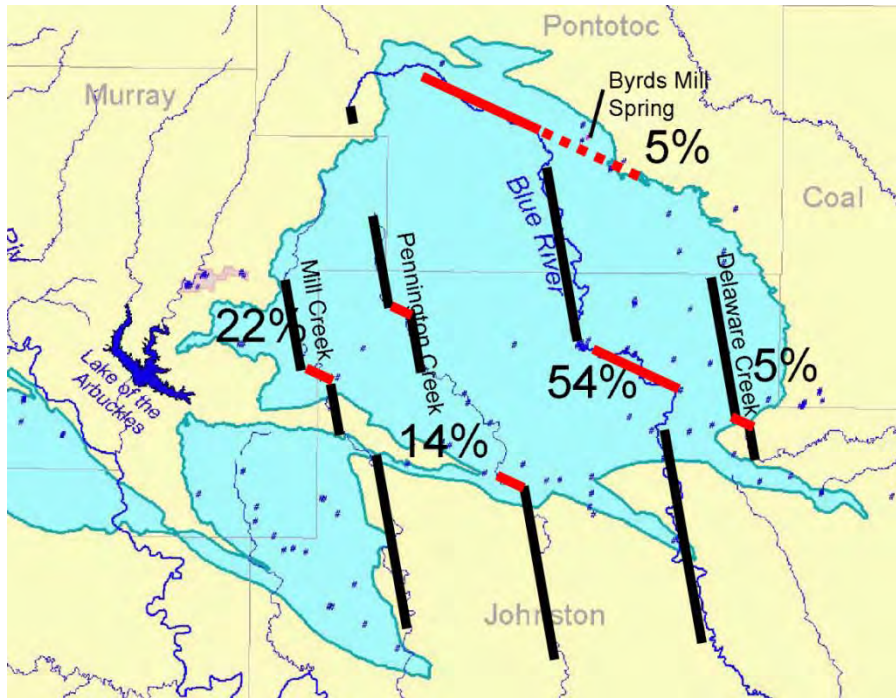 Pontotoc
Murray
Byrds Mill
Spring
5%
Coal
Blue River
Riv
Pennington Creek
Mill Creek
Delaware Creek
22%
Lake of the
Arbuckles
54%
5%
14%
Johnston